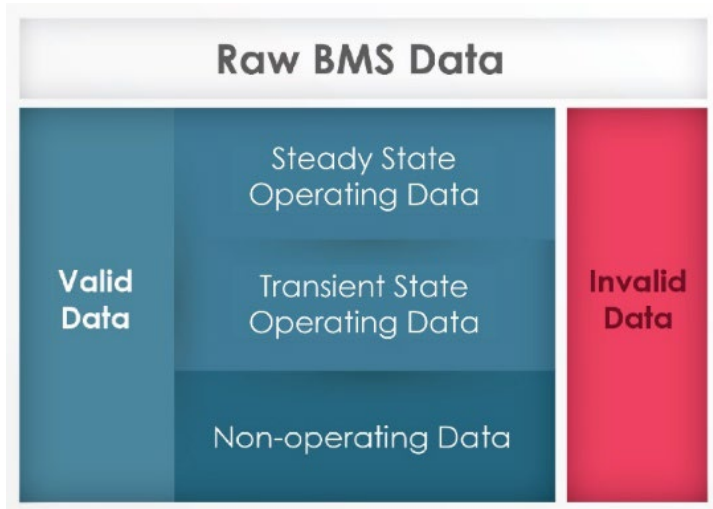 Raw BMS Data
Valid
Data
Steady State
Operating Data
Transient State
Operating Data
Non-operating Data
Invalid
Data